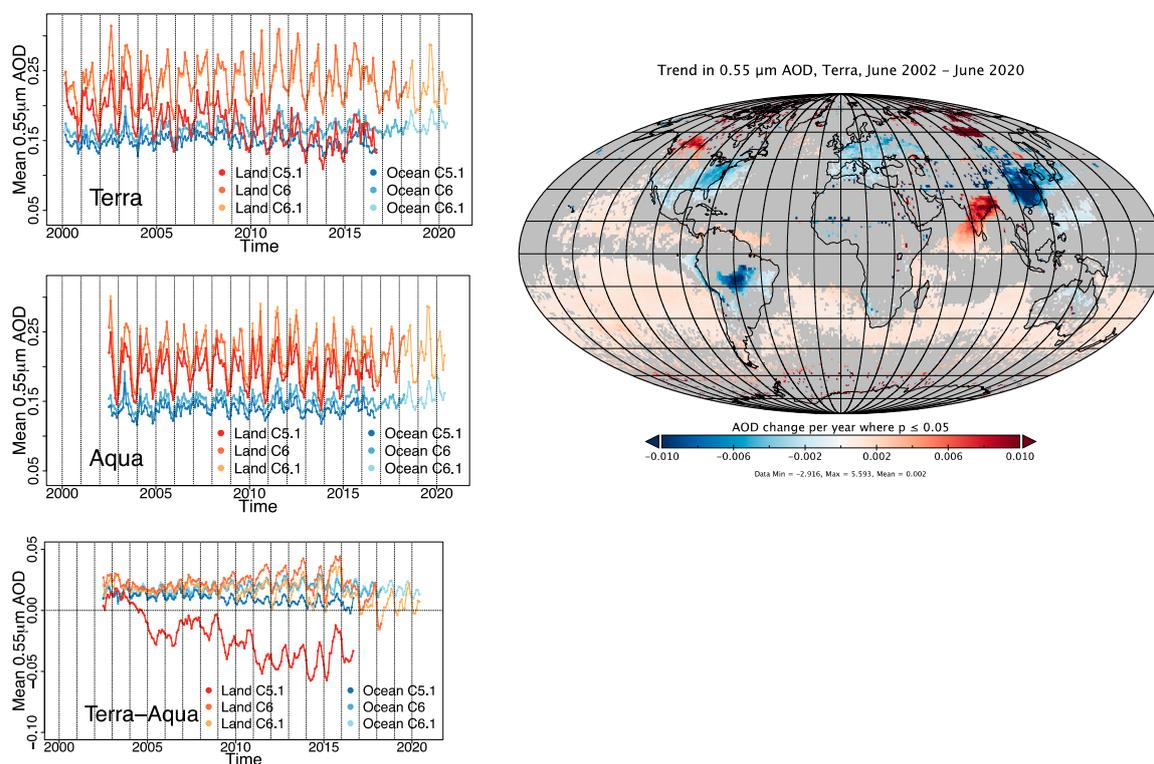 Mean 0.55µm AOD
0.25
0.15
0.05
Terra
Land C5.1
Land C6
Land C6.1
Ocean C5.1
Ocean C6
Ocean C6.1
2000 2005 2010 2015 2020
Time
Mean 0.55µm AOD
0.25
0.15
0.05
Aqua
Land C5.1
Land C6
Land C6.1
Ocean C5.1
Ocean C6
Ocean C6.1
2000 2005 2010 2015 2020
Time
Mean 0.55µm AOD
0.05
0.00
−0.05
−0.10
Terra−Aqua
Land C5.1
Land C6
Land C6.1
Ocean C5.1
Ocean C6
Ocean C6.1
2000 2005 2010 2015 2020
Time
Trend in 0.55 µm AOD, Terra, June 2002 – June 2020
AOD change per year where p ≤ 0.05
-0.010 -0.006 -0.002 0.002 0.006 0.010
Data Min = -2.916, Max = 5.593, Mean = 0.002